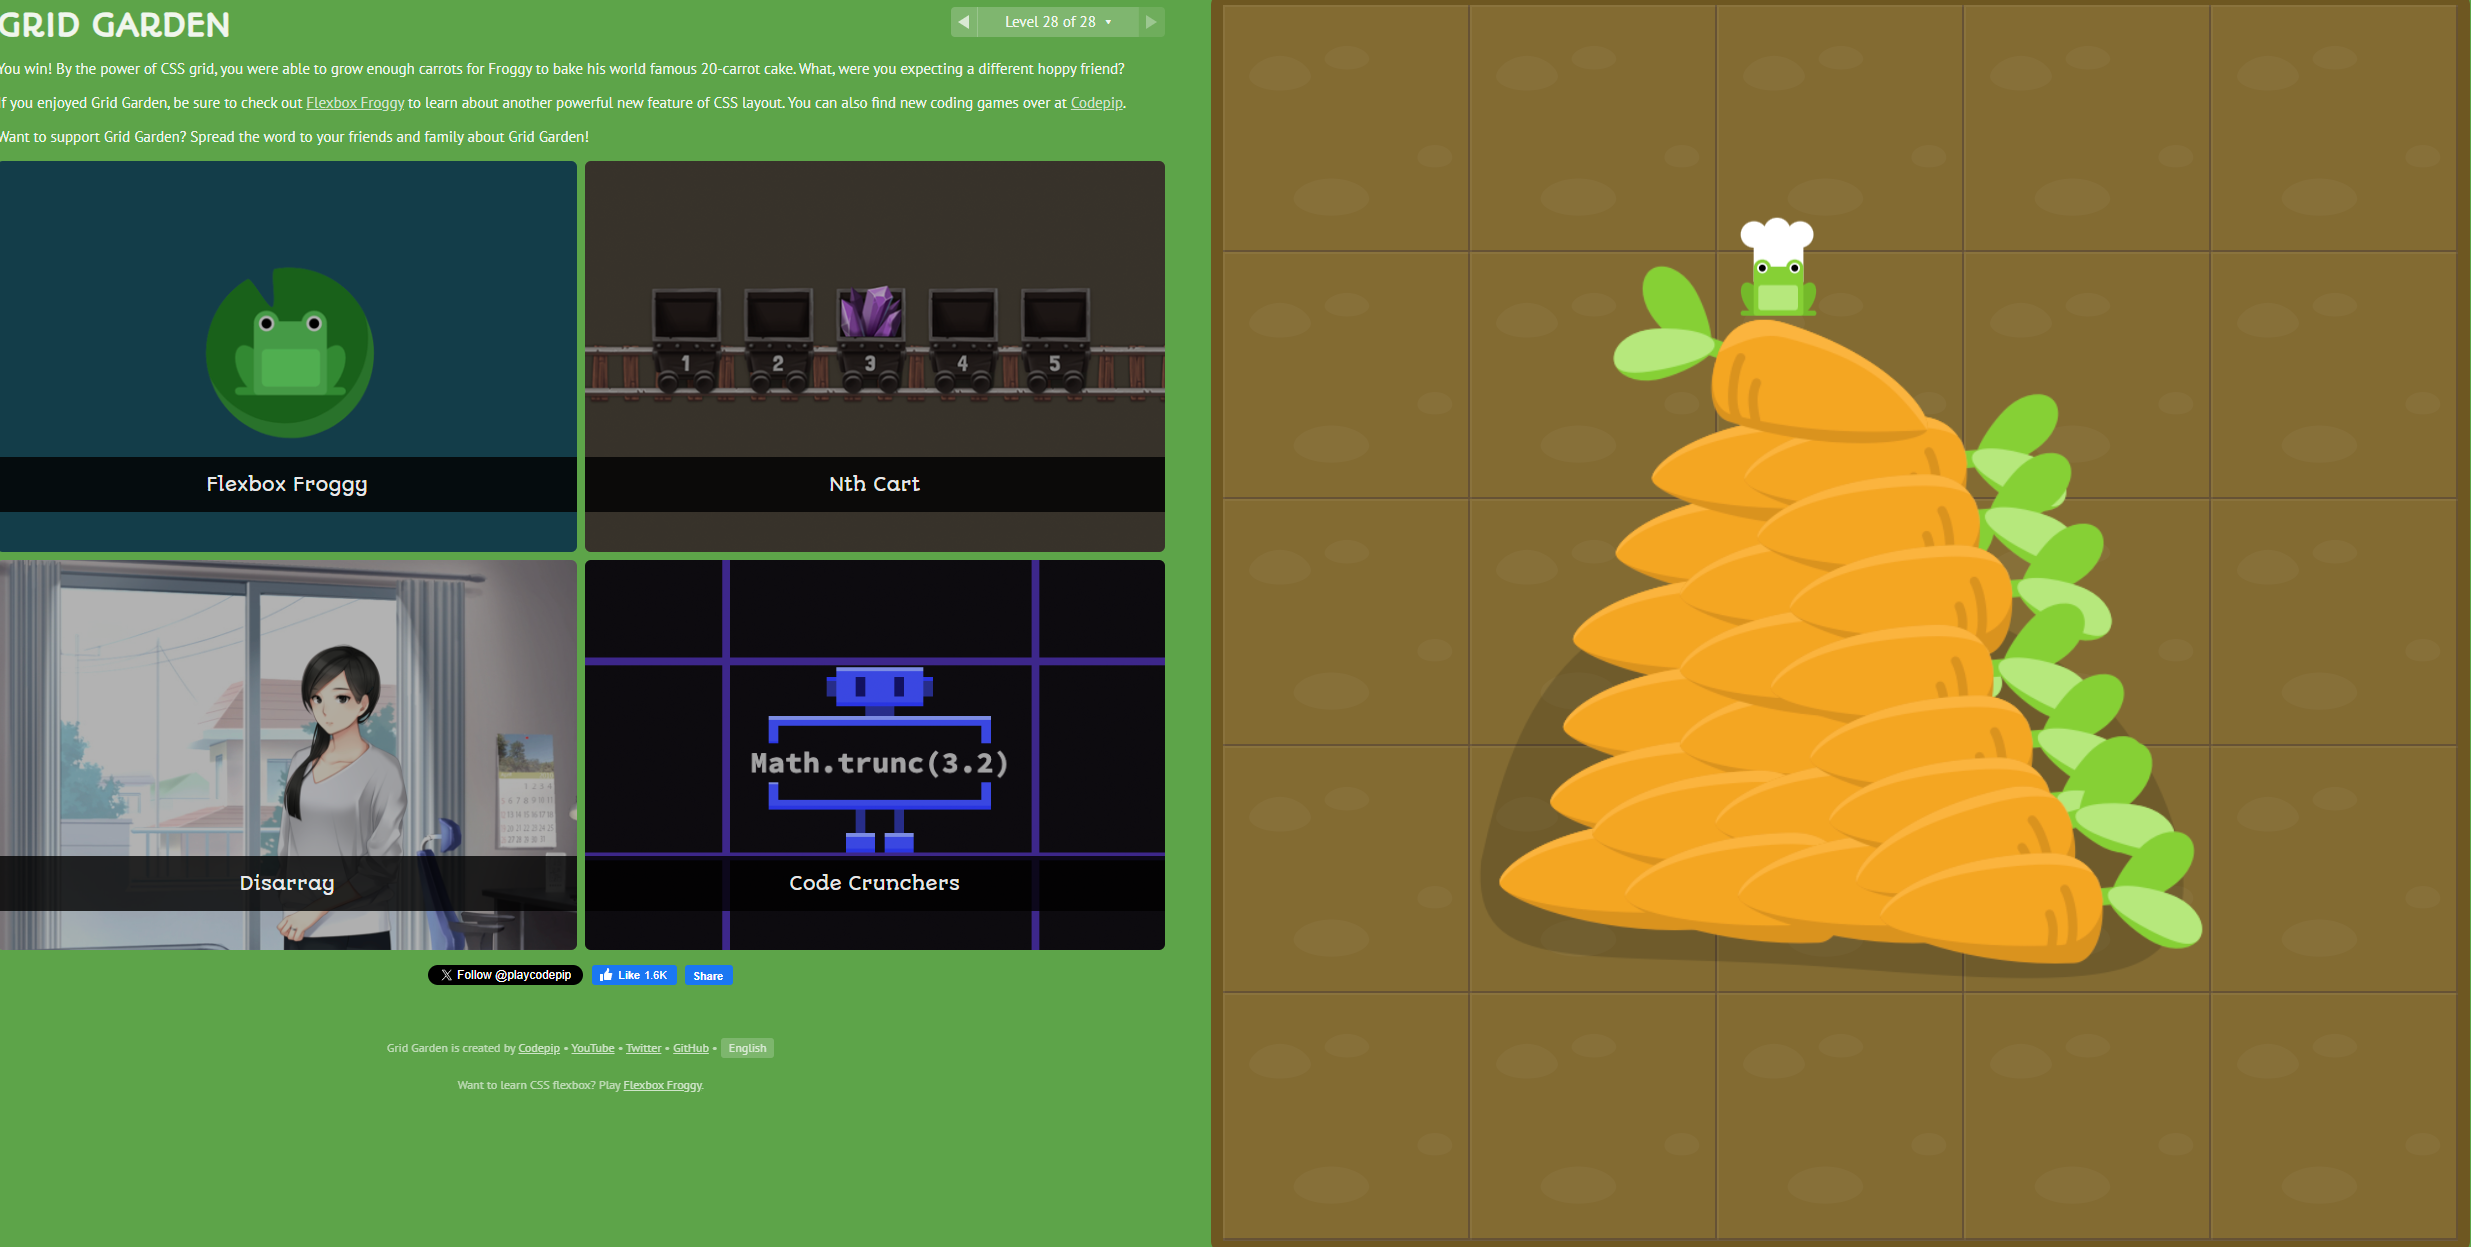 GRID GARDEN
Level 28 of 28
You win! By the power of CSS grid, you were able to grow enough carrots for Froggy to bake his world famous 20-carrot cake. What, were you expecting a different hoppy friend?
If you enjoyed Grid Garden, be sure to check out Flexbox Froggy to learn about another powerful new feature of CSS layout. You can also find new coding games over at Codepip.
Want to support Grid Garden? Spread the word to your friends and family about Grid Garden!
1 2 3 4 5
Flexbox Froggy
Nth Cart
Math.trunc(3.2)
Disarray
Code Crunchers
Follow @playcodepip
Like 1.6K
Share
Grid Garden is created by Codepip • YouTube • Twitter • GitHub • English
Want to learn CSS flexbox? Play Flexbox Froggy.